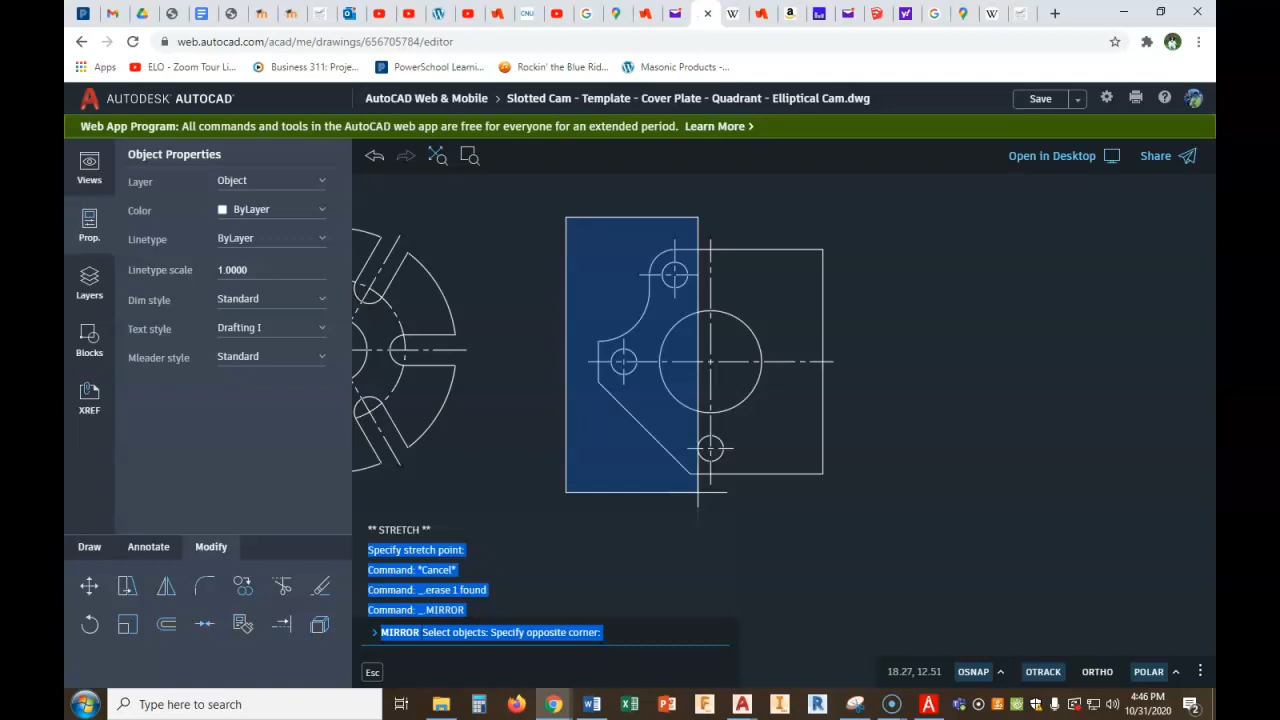 web.autocad.com/acad/me/drawings/656705784/editor
Apps
ELO - Zoom Tour Li...
Business 311: Proje...
PowerSchool Learni...
Rockin' the Blue Rid...
Masonic Products -...
AUTODESK® AUTOCAD®
AutoCAD Web & Mobile > Slotted Cam - Template - Cover Plate - Quadrant - Elliptical Cam.dwg
Save
Web App Program: All commands and tools in the AutoCAD web app are free for everyone for an extended period. Learn More >
Views
Prop.
Layers
Blocks
XREF
Object Properties
Layer Object
Color ByLayer
Linetype ByLayer
Linetype scale 1.0000
Dim style Standard
Text style Drafting I
Mleader style Standard
Open in Desktop
Share
Draw Annotate Modify
** STRETCH **
Specify stretch point:
Command: *Cancel*
Command: _.erase 1 found
Command: _.MIRROR
> MIRROR Select objects: Specify opposite corner:
Esc
18.27, 12.51 OSNAP OTRACK ORTHO POLAR
Type here to search
4:46 PM
10/31/2020
2